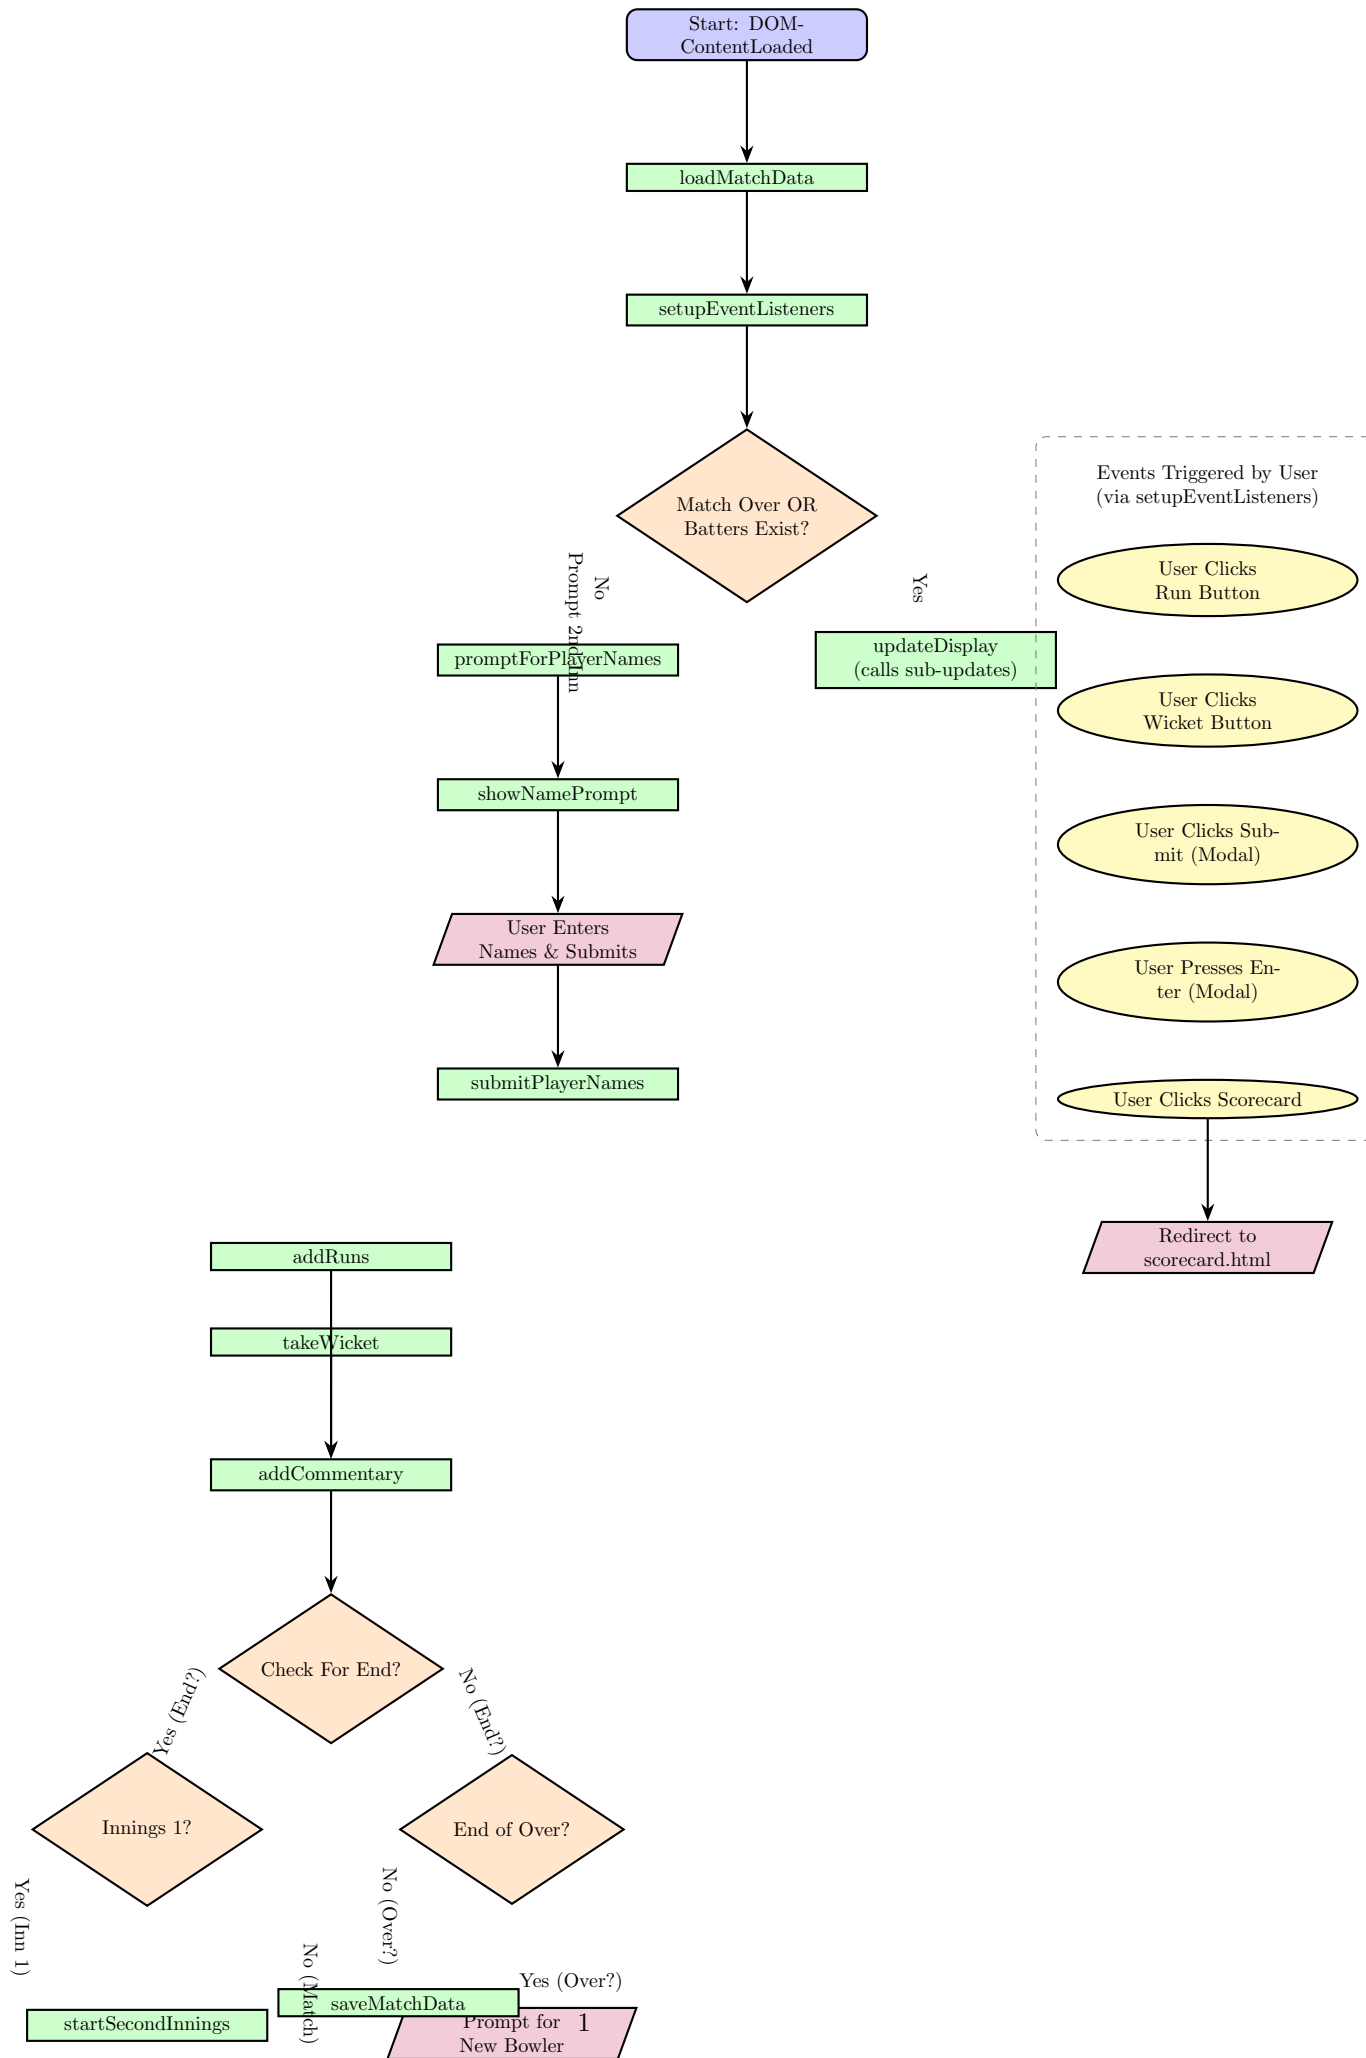 Start: DOM-
ContentLoaded
loadMatchData
setupEventListeners
Match Over OR
Batters Exist?
No
Prompt 2nd Inn
Yes
promptForPlayerNames
updateDisplay
(calls sub-updates)
showNamePrompt
User Enters
Names & Submits
submitPlayerNames
Events Triggered by User
(via setupEventListeners)
User Clicks
Run Button
User Clicks
Wicket Button
User Clicks Sub-
mit (Modal)
User Presses En-
ter (Modal)
User Clicks Scorecard
Redirect to
scorecard.html
addRuns
takeWicket
addCommentary
Check For End?
Yes (End?)
No (End?)
Innings 1?
End of Over?
Yes (Inn 1)
No (Match)
No (Over?)
Yes (Over?)
startSecondInnings
saveMatchData
Prompt for
New Bowler
1